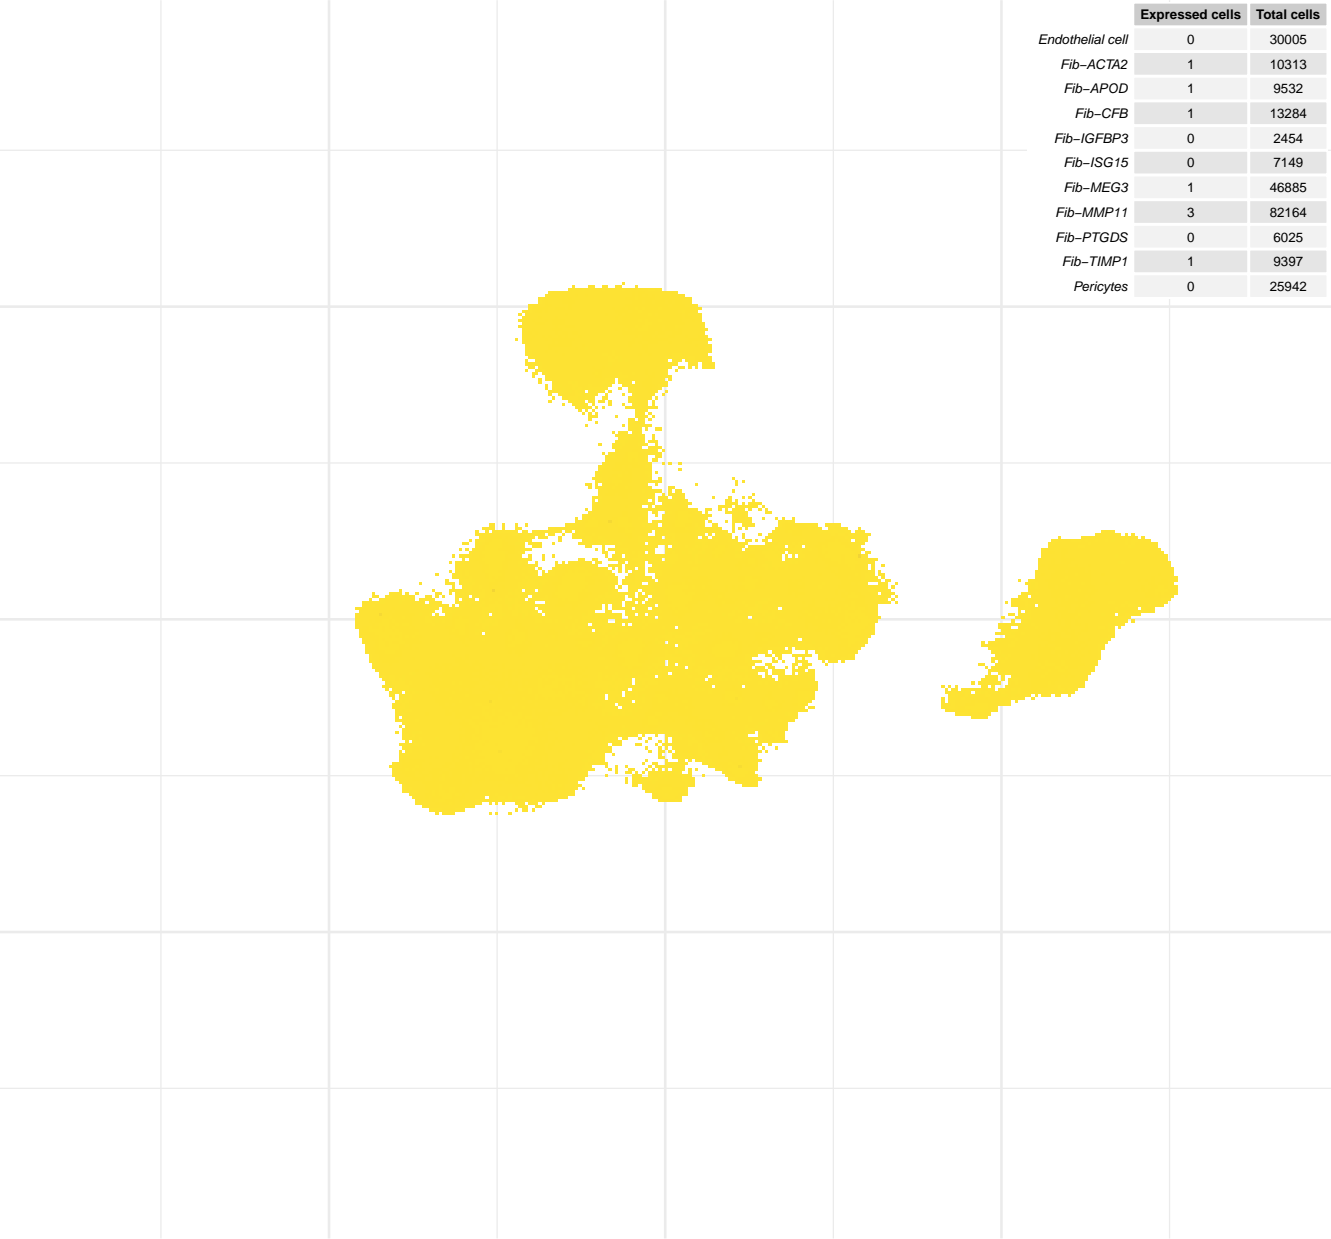 Expressed cells Total cells
Endothelial cell 0 30005
Fib−ACTA2 1 10313
Fib−APOD 1 9532
Fib−CFB 1 13284
Fib−IGFBP3 0 2454
Fib−ISG15 0 7149
Fib−MEG3 1 46885
Fib−MMP11 3 82164
Fib−PTGDS 0 6025
Fib−TIMP1 1 9397
Pericytes 0 25942